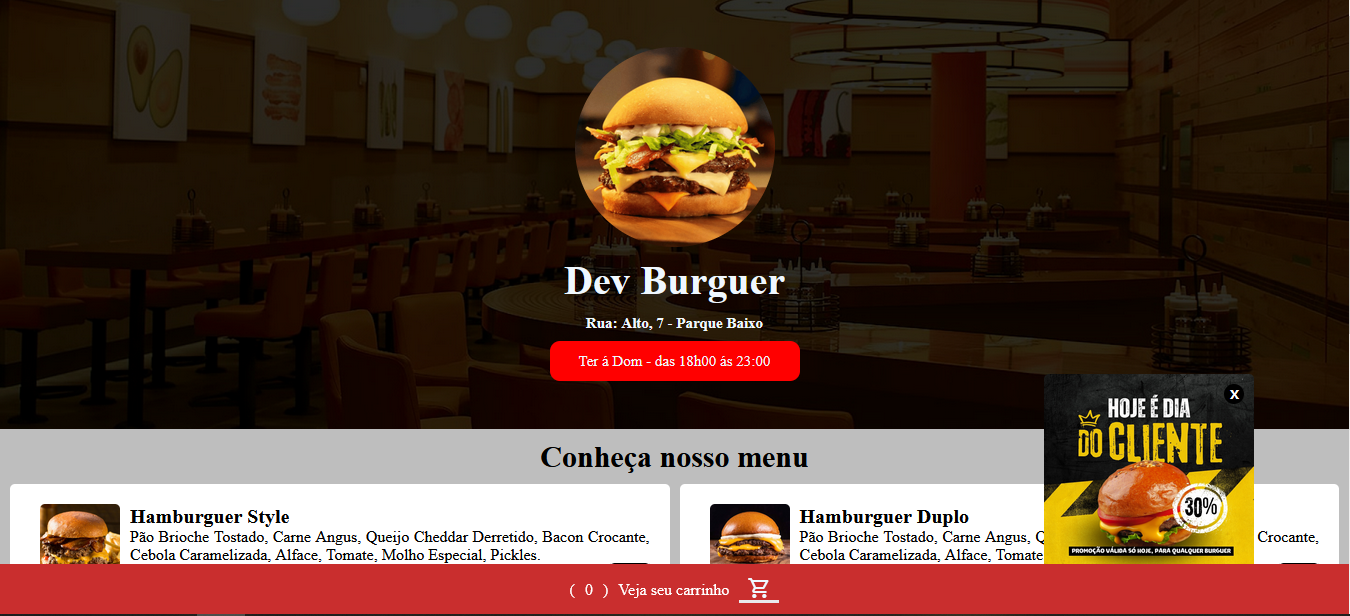 Dev Burguer
Rua: Alto, 7 - Parque Baixo
Ter á Dom - das 18h00 ás 23:00
X
HOJE É DIA
DO CLIENTE
30%
PROMOÇÃO VÁLIDA SÓ HOJE, PARA QUALQUER BURGUER
Conheça nosso menu
Hamburguer Style
Pão Brioche Tostado, Carne Angus, Queijo Cheddar Derretido, Bacon Crocante,
Cebola Caramelizada, Alface, Tomate, Molho Especial, Pickles.
Hamburguer Duplo
Pão Brioche Tostado, Carne Angus, Q Crocante,
Cebola Caramelizada, Alface, Tomate
( 0 ) Veja seu carrinho